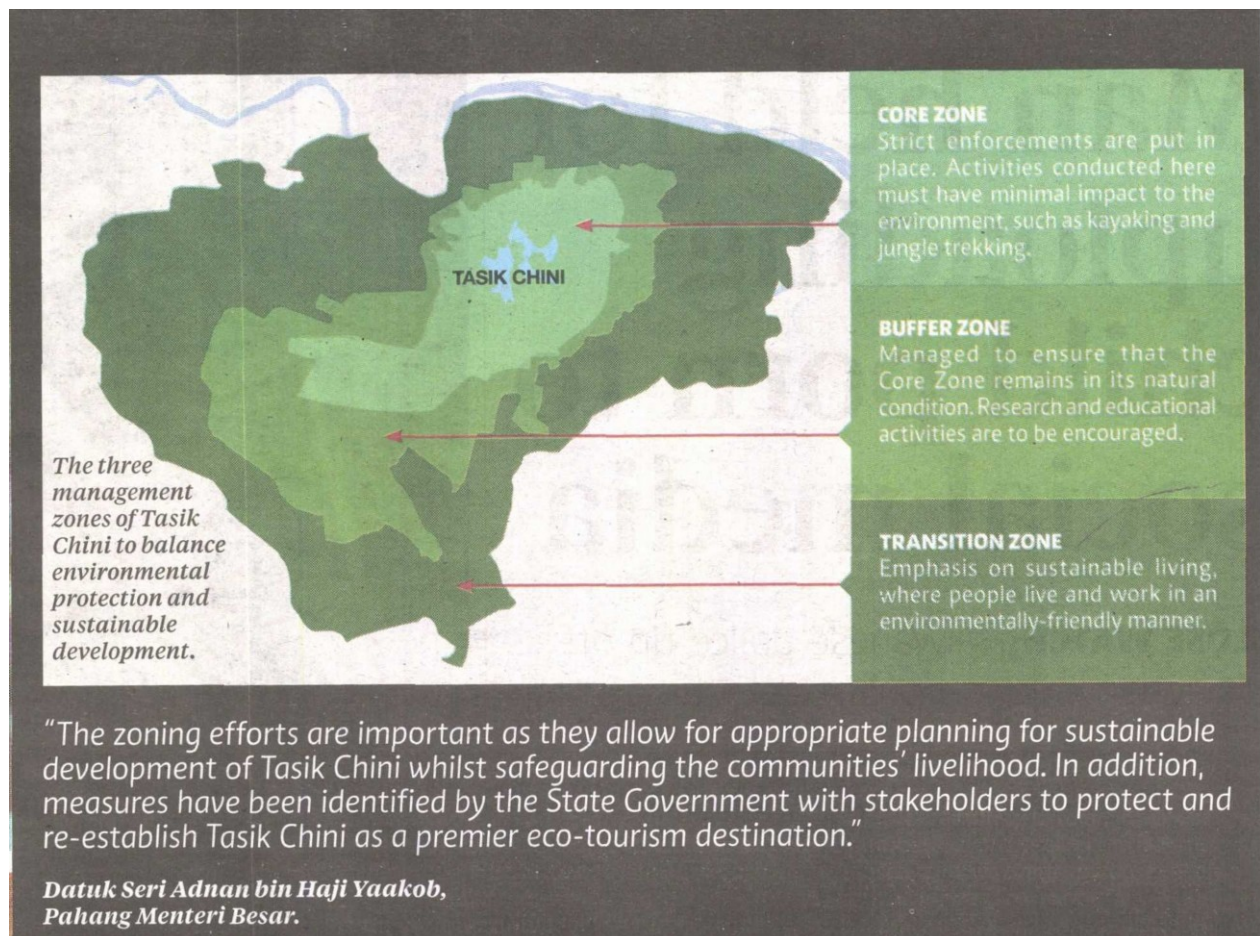 TASIK CHINI
The three
management
zones of Tasik
Chini to balance
environmental
protection and
sustainable
development.
CORE ZONE
Strict enforcements are put in
place. Activities conducted here
must have minimal impact to the
environment, such as kayaking and
jungle trekking.
BUFFER ZONE
Managed to ensure that the
Core Zone remains in its natural
condition. Research and educational
activities are to be encouraged.
TRANSITION ZONE
Emphasis on sustainable living,
where people live and work in an
environmentally-friendly manner.
"The zoning efforts are important as they allow for appropriate planning for sustainable
development of Tasik Chini whilst safeguarding the communities' livelihood. In addition,
measures have been identified by the State Government with stakeholders to protect and
re-establish Tasik Chini as a premier eco-tourism destination."
Datuk Seri Adnan bin Haji Yaakob,
Pahang Menteri Besar.